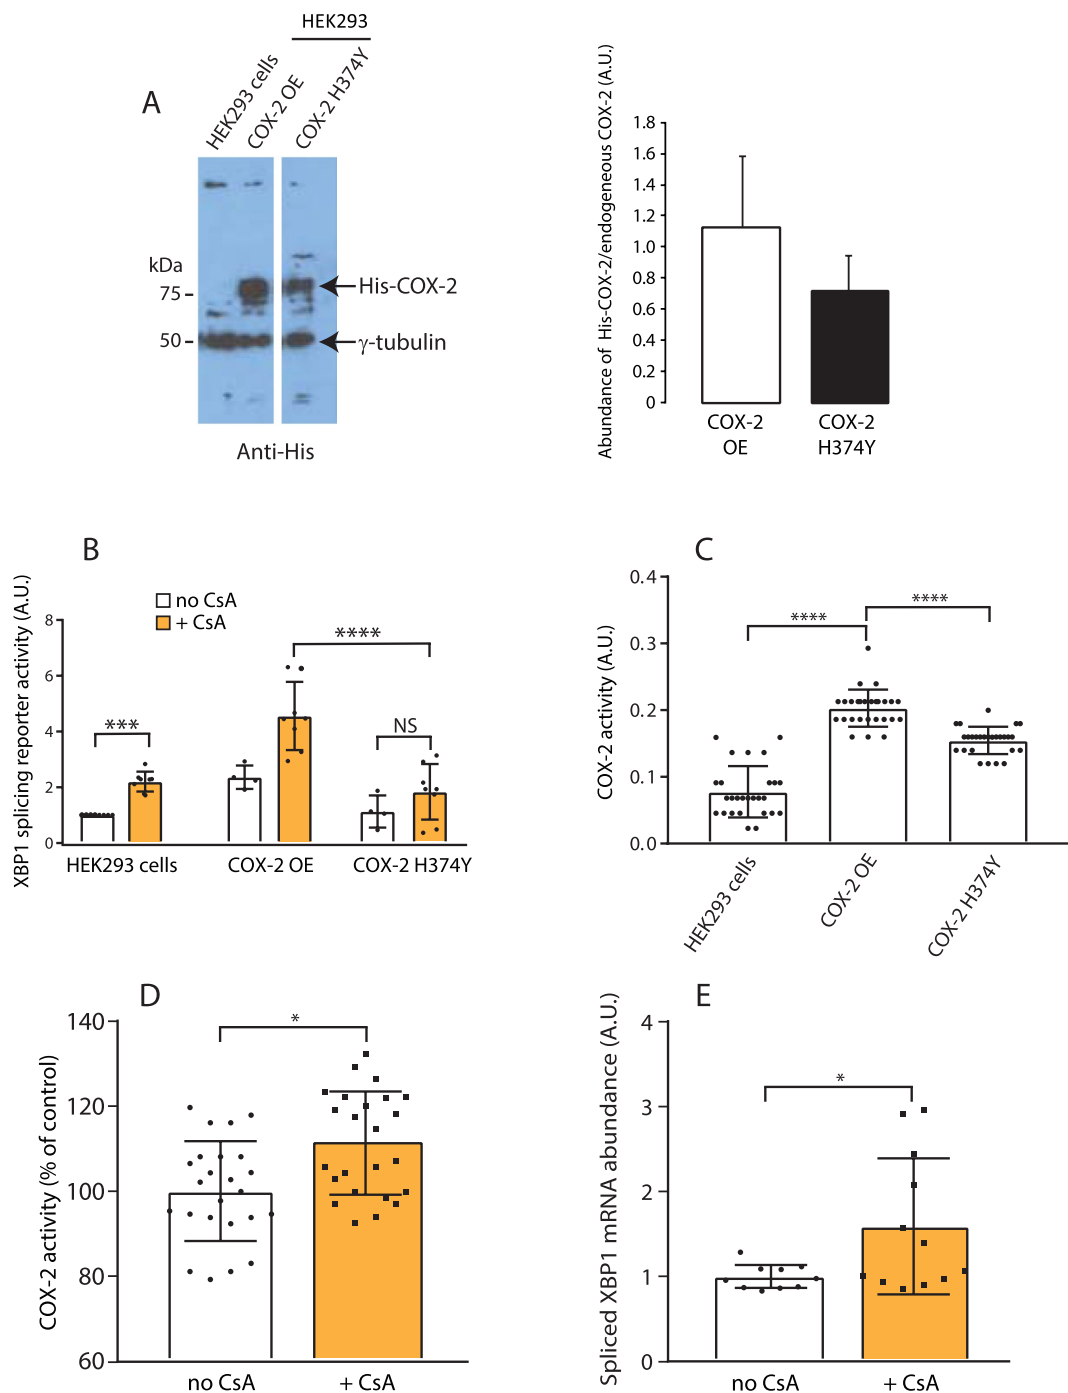 HEK293
A
HEK293 cells
COX-2 OE
COX-2 H374Y
kDa
75
50
His-COX-2
γ-tubulin
Anti-His
Abundance of His-COX-2/endogeneous COX-2 (A.U.)
1.8
1.6
1.4
1.2
1.0
0.8
0.6
0.4
0.2
0
COX-2
OE
COX-2
H374Y
B
XBP1 splicing reporter activity (A.U.)
no CsA
+ CsA
8
6
4
2
0
***
****
NS
HEK293 cells
COX-2 OE
COX-2 H374Y
C
COX-2 activity (A.U.)
0.4
0.3
0.2
0.1
0.0
****
****
HEK293 cells
COX-2 OE
COX-2 H374Y
D
COX-2 activity (% of control)
140
120
100
80
60
*
no CsA
+ CsA
E
Spliced XBP1 mRNA abundance (A.U.)
4
3
2
1
0
*
no CsA
+ CsA